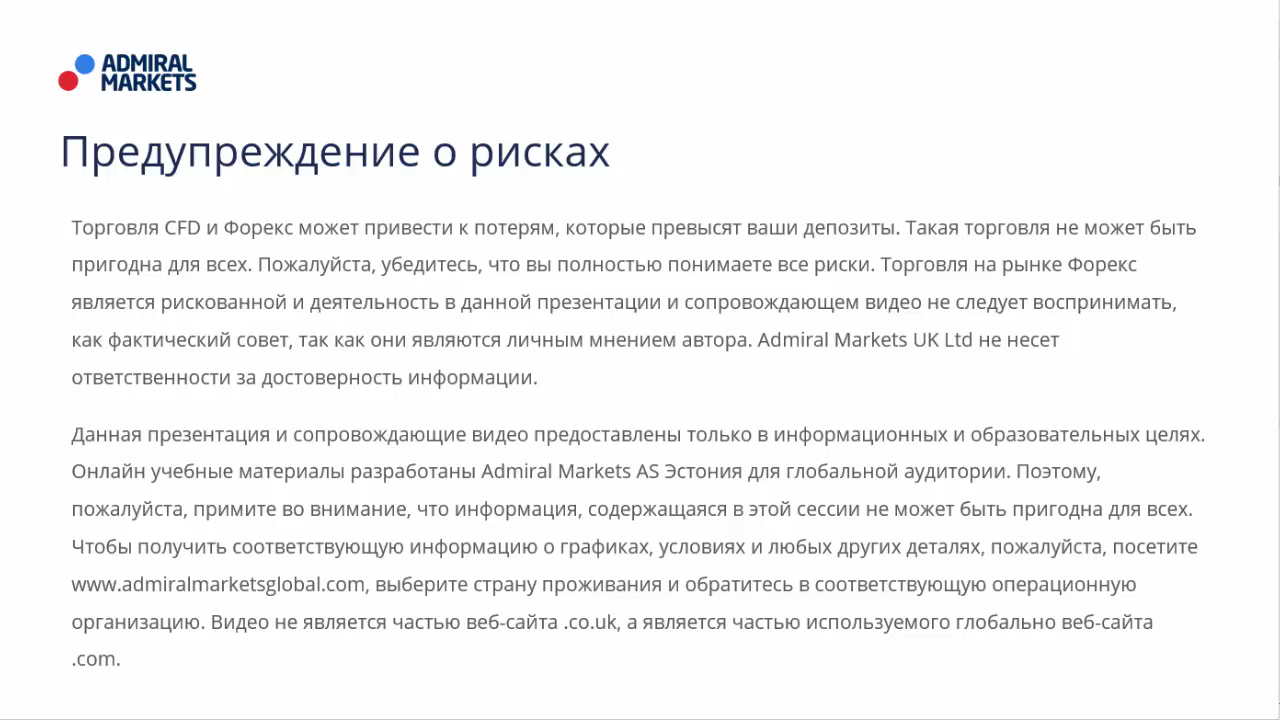 ADMIRAL
MARKETS
Предупреждение о рисках
Торговля CFD и Форекс может привести к потерям, которые превысят ваши депозиты. Такая торговля не может быть
пригодна для всех. Пожалуйста, убедитесь, что вы полностью понимаете все риски. Торговля на рынке Форекс
является рискованной и деятельность в данной презентации и сопровождающем видео не следует воспринимать,
как фактический совет, так как они являются личным мнением автора. Admiral Markets UK Ltd не несет
ответственности за достоверность информации.
Данная презентация и сопровождающие видео предоставлены только в информационных и образовательных целях.
Онлайн учебные материалы разработаны Admiral Markets AS Эстония для глобальной аудитории. Поэтому,
пожалуйста, примите во внимание, что информация, содержащаяся в этой сессии не может быть пригодна для всех.
Чтобы получить соответствующую информацию о графиках, условиях и любых других деталях, пожалуйста, посетите
www.admiralmarketsglobal.com, выберите страну проживания и обратитесь в соответствующую операционную
организацию. Видео не является частью веб-сайта .co.uk, а является частью используемого глобально веб-сайта
.com.